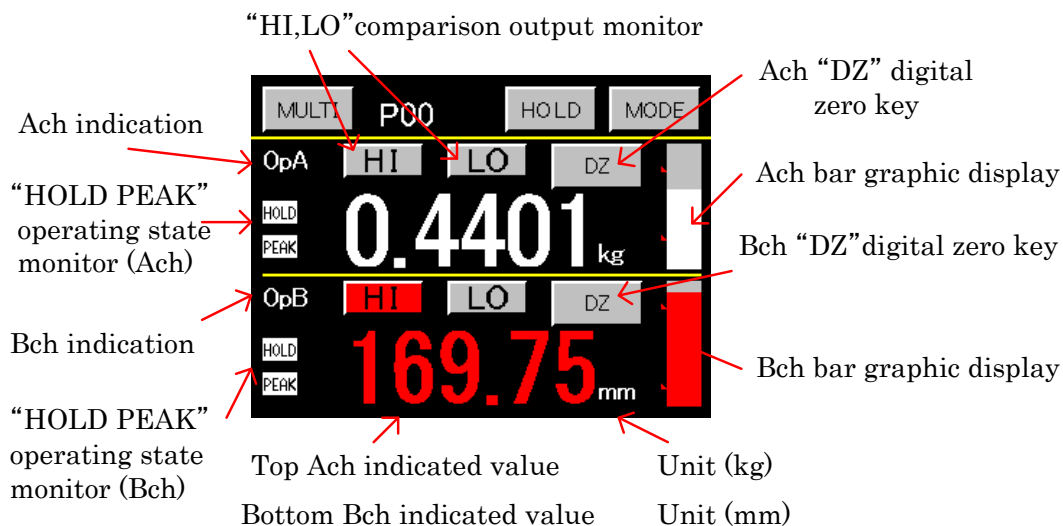 “HI,LO”comparison output monitor
Ach “DZ” digital
zero key
MULTI P00 HOLD MODE
Ach indication
OpA HI LO DZ
Ach bar graphic display
“HOLD PEAK”
operating state
monitor (Ach)
HOLD
PEAK
0.4401 kg
Bch “DZ”digital zero key
OpB HI LO DZ
Bch indication
HOLD
PEAK
169.75 mm
Bch bar graphic display
“HOLD PEAK”
operating state
monitor (Bch)
Top Ach indicated value Unit (kg)
Bottom Bch indicated value Unit (mm)